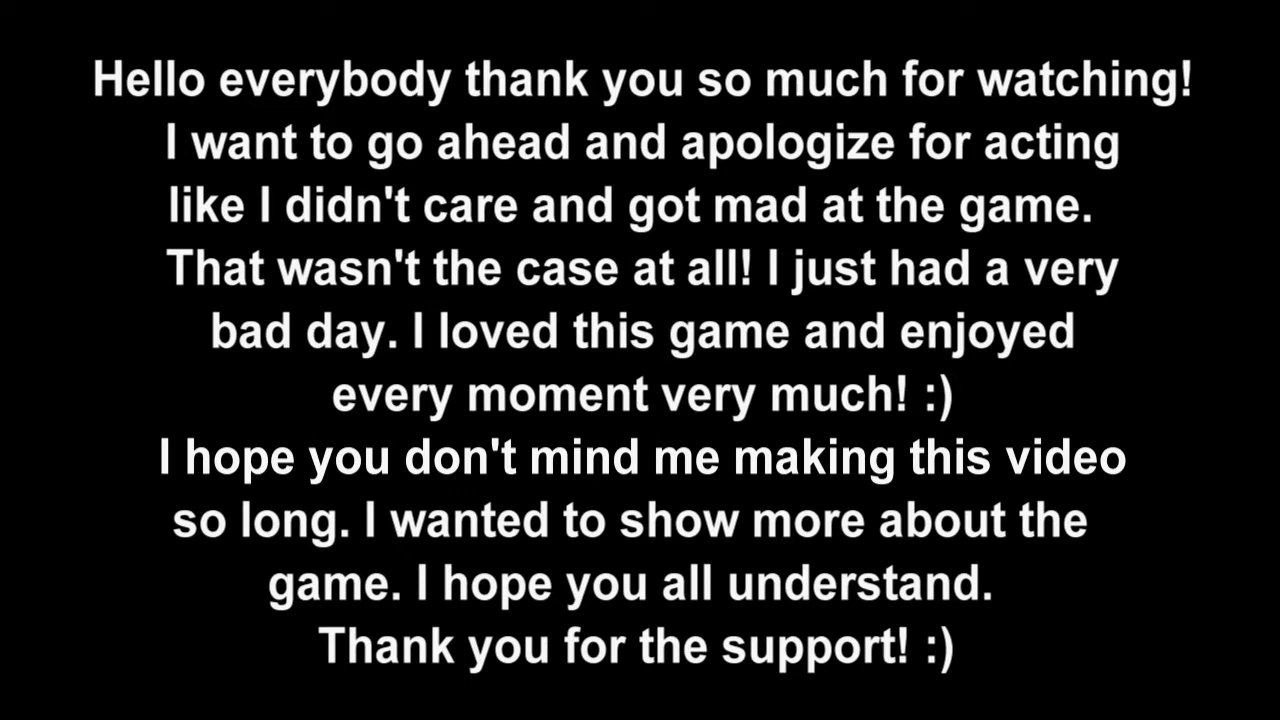 Hello everybody thank you so much for watching!
I want to go ahead and apologize for acting
like I didn't care and got mad at the game.
That wasn't the case at all! I just had a very
bad day. I loved this game and enjoyed
every moment very much! :)
I hope you don't mind me making this video
so long. I wanted to show more about the
game. I hope you all understand.
Thank you for the support! :)